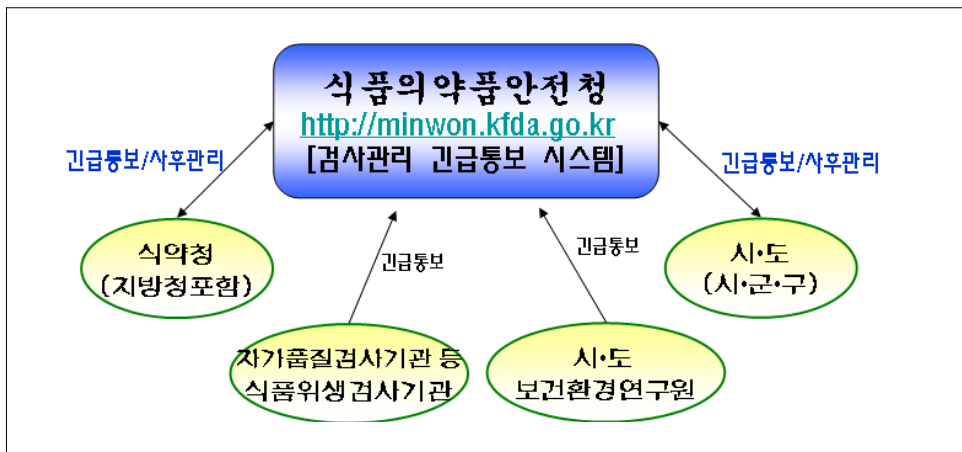 식품의약품안전청
http://minwon.kfda.go.kr
[검사관리 긴급통보 시스템]
긴급통보/사후관리
긴급통보/사후관리
식약청
(지방청포함)
긴급통보
긴급통보
시·도
(시·군·구)
자가품질검사기관 등
식품위생검사기관
시·도
보건환경연구원